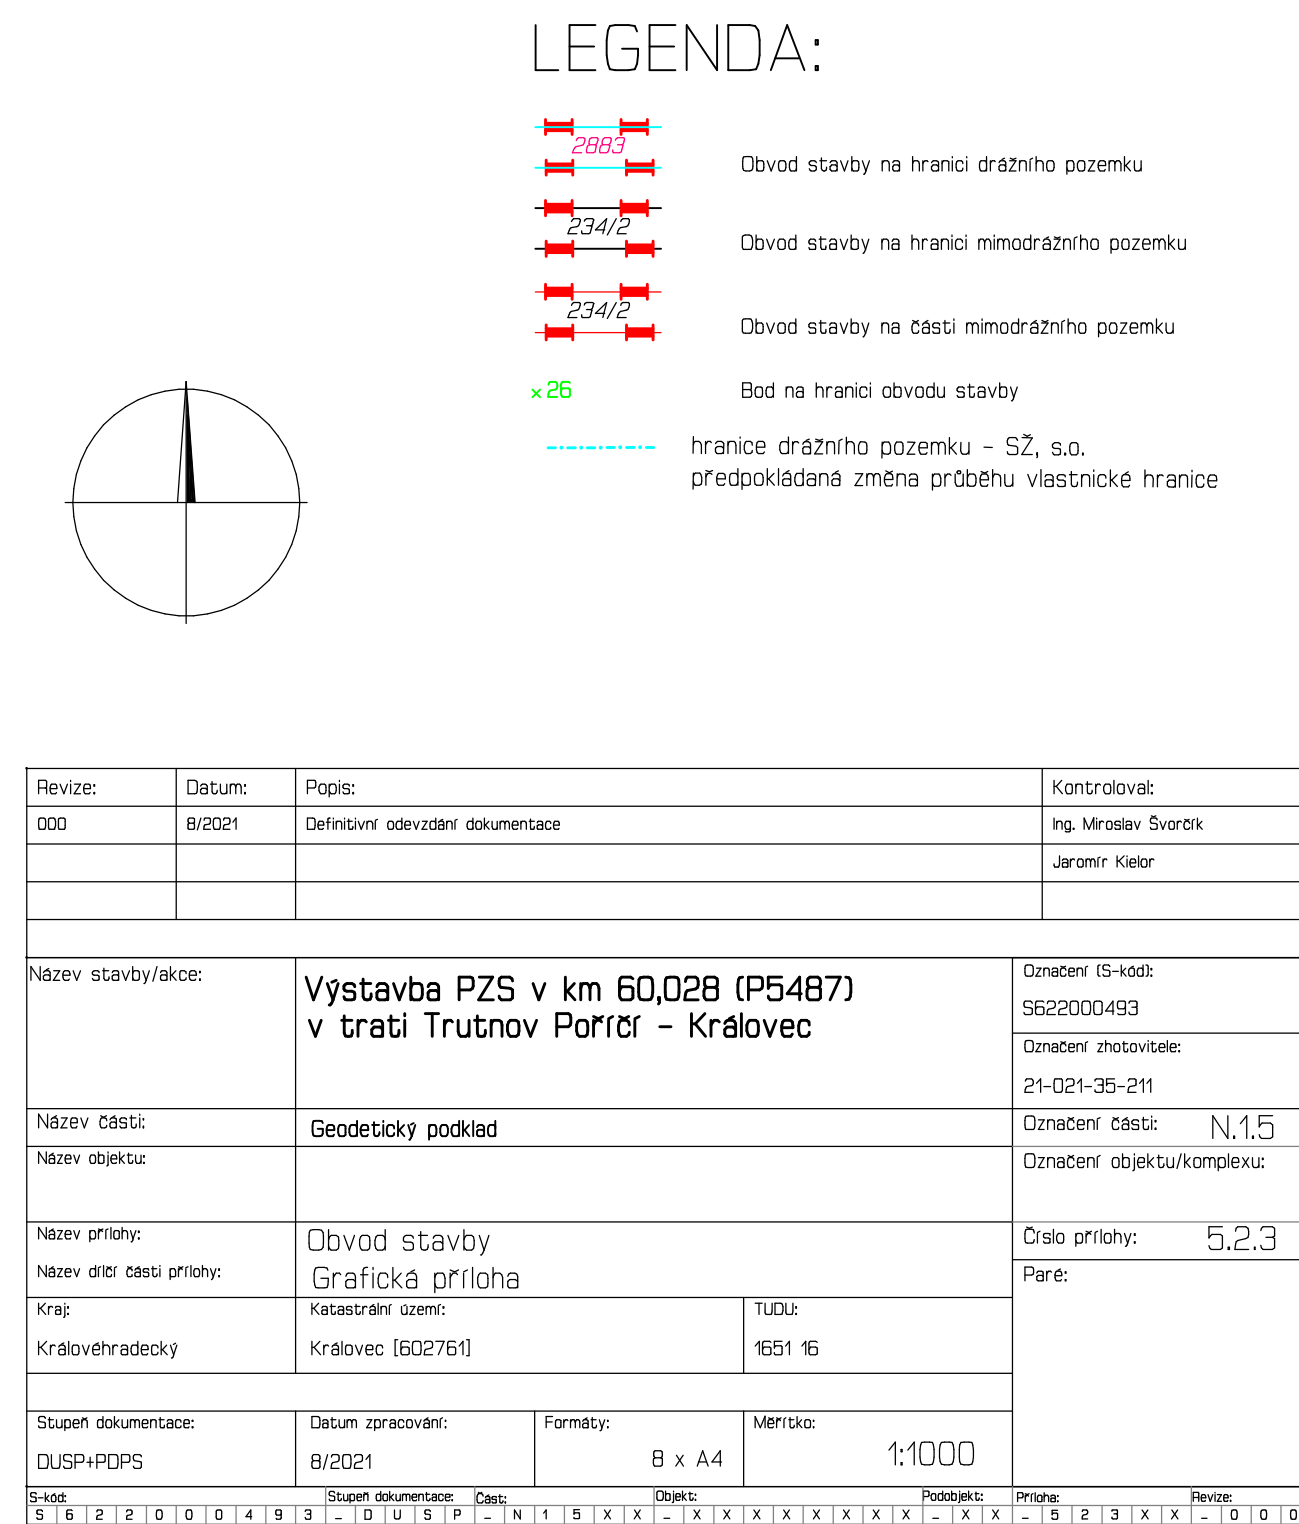 LEGENDA:
2883
Obvod stavby na hranici drážního pozemku
234/2
Obvod stavby na hranici mimodrážního pozemku
234/2
Obvod stavby na části mimodrážního pozemku
x 26 Bod na hranici obvodu stavby
hranice drážního pozemku - SŽ, s.o.
předpokládaná změna průběhu vlastnické hranice
Revize: Datum: Popis: Kontroloval:
000 8/2021 Definitivní odevzdání dokumentace Ing. Miroslav Švorčík
Jaromír Kielor
Název stavby/akce: Označení (S-kód):
Výstavba PZS v km 60,028 (P5487)
S622000493
v trati Trutnov Poříčí - Královec
Označení zhotovitele:
21-021-35-211
Název části: Geodetický podklad Označení části: N.1.5
Název objektu: Označení objektu/komplexu:
Název přílohy: Obvod stavby Číslo přílohy: 5.2.3
Název dílčí části přílohy: Grafická příloha Paré:
Kraj: Katastrální území: TUDU:
Královéhradecký Královec [602761] 1651 16
Stupeň dokumentace: Datum zpracování: Formáty: Měřítko:
DUSP+PDPS 8/2021 8 x A4 1:1000
S-kód: Stupeň dokumentace: Část: Objekt: Podobjekt: Příloha: Revize:
S 6 2 2 0 0 0 4 9 3 _ D U S P _ N 1 5 X X _ X X X X X X X X _ X X _ 5 2 3 X X _ 0 0 0